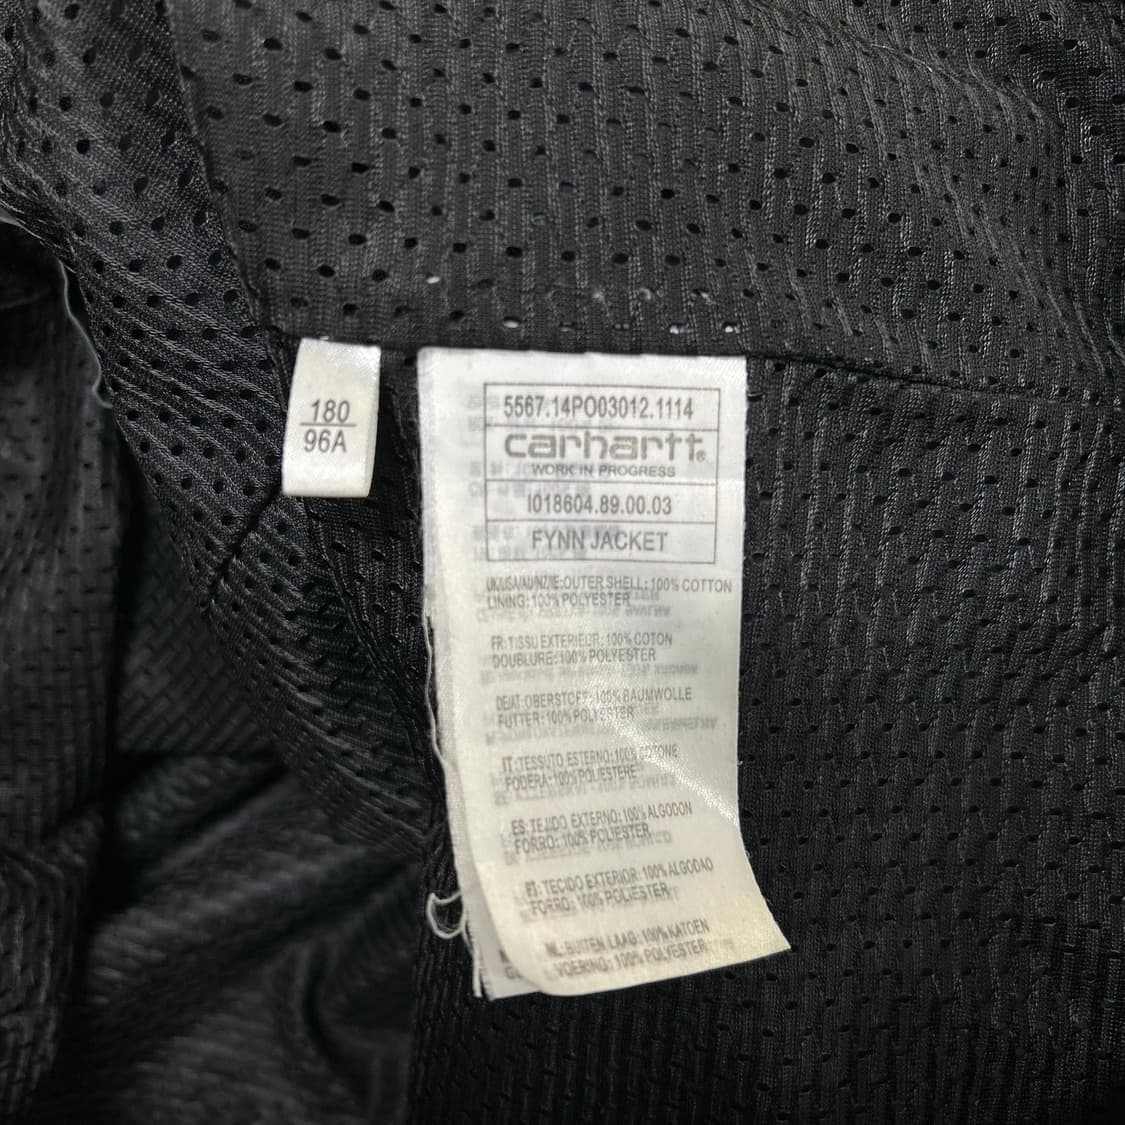 180
96A
5567.14PO03012.1114
carhartt®
WORK IN PROGRESS
I018604.89.00.03
FYNN JACKET
UK/USA/AU/NZ/IE:OUTER SHELL:100% COTTON
LINING:100% POLYESTER
FR:TISSU EXTERIEUR:100% COTON
DOUBLURE:100% POLYESTER
DE/AT:OBERSTOFF:100% BAUMWOLLE
FUTTER:100% POLYESTER
IT:TESSUTO ESTERNO:100% COTONE
FODERA:100% POLIESTERE
ES:TEJIDO EXTERNO:100% ALGODON
FORRO:100% POLIESTER
PT:TECIDO EXTERIOR:100% ALGODAO
FORRO:100% POLIESTER
NL:BUITEN LAAG:100% KATOEN
VOERING:100% POLYESTER